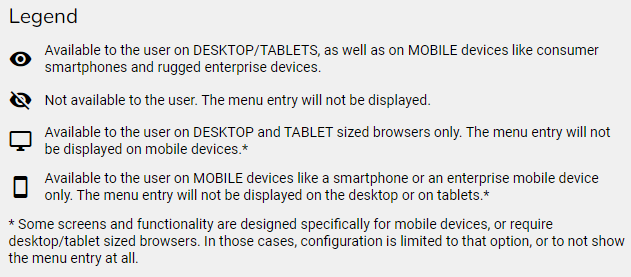 Legend
Available to the user on DESKTOP/TABLETS, as well as on MOBILE devices like consumer
smartphones and rugged enterprise devices.
Not available to the user. The menu entry will not be displayed.
Available to the user on DESKTOP and TABLET sized browsers only. The menu entry will not
be displayed on mobile devices.*
Available to the user on MOBILE devices like a smartphone or an enterprise mobile device
only. The menu entry will not be displayed on the desktop or on tablets.*
* Some screens and functionality are designed specifically for mobile devices, or require
desktop/tablet sized browsers. In those cases, configuration is limited to that option, or to not show
the menu entry at all.